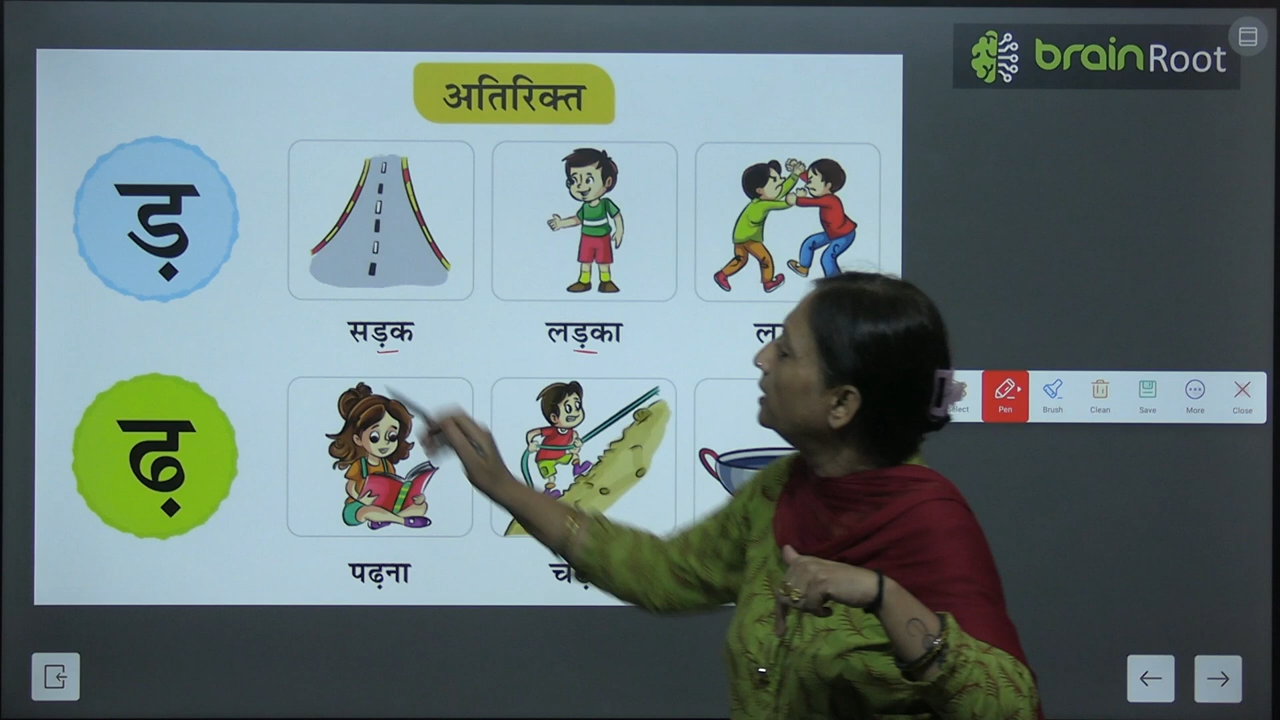 brainRoot
अतिरिक्त
ड़
सड़क
लड़का
Pen
Brush
Clean
Save
More
Close
ढ़
पढ़ना